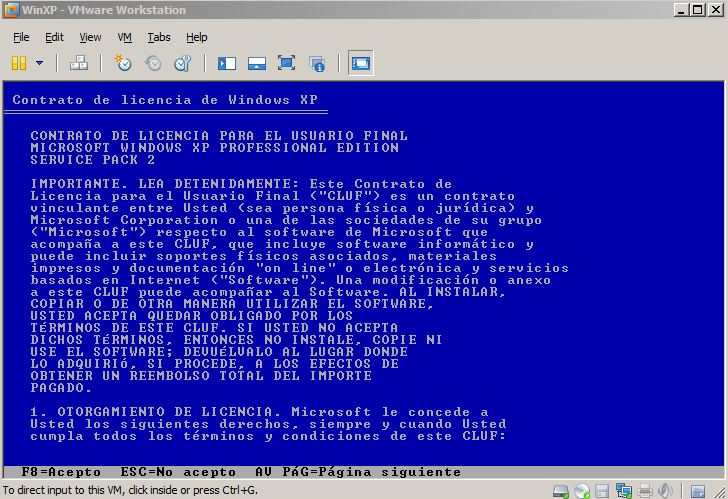 WinXP - VMware Workstation
File Edit View VM Tabs Help
Contrato de licencia de Windows XP
CONTRATO DE LICENCIA PARA EL USUARIO FINAL
MICROSOFT WINDOWS XP PROFESSIONAL EDITION
SERVICE PACK 2
IMPORTANTE. LEA DETENIDAMENTE: Este Contrato de
Licencia para el Usuario Final ("CLUF") es un contrato
vinculante entre Usted (sea persona física o jurídica) y
Microsoft Corporation o una de las sociedades de su grupo
("Microsoft") respecto al software de Microsoft que
acompaña a este CLUF, que incluye software informático y
puede incluir soportes físicos asociados, materiales
impresos y documentación "on line" o electrónica y servicios
basados en Internet ("Software"). Una modificación o anexo
a este CLUF puede acompañar al Software. AL INSTALAR,
COPIAR O DE OTRA MANERA UTILIZAR EL SOFTWARE,
USTED ACEPTA QUEDAR OBLIGADO POR LOS
TéRMINOS DE ESTE CLUF. SI USTED NO ACEPTA
DICHOS TéRMINOS, ENTONCES NO INSTALE, COPIE NI
USE EL SOFTWARE; DEVUéLVALO AL LUGAR DONDE
LO ADQUIRIó, SI PROCEDE, A LOS EFECTOS DE
OBTENER UN REEMBOLSO TOTAL DEL IMPORTE
PAGADO.
1. OTORGAMIENTO DE LICENCIA. Microsoft le concede a
Usted los siguientes derechos, siempre y cuando Usted
cumpla todos los términos y condiciones de este CLUF:
F8=Acepto ESC=No acepto AV PáG=Página siguiente
To direct input to this VM, click inside or press Ctrl+G.